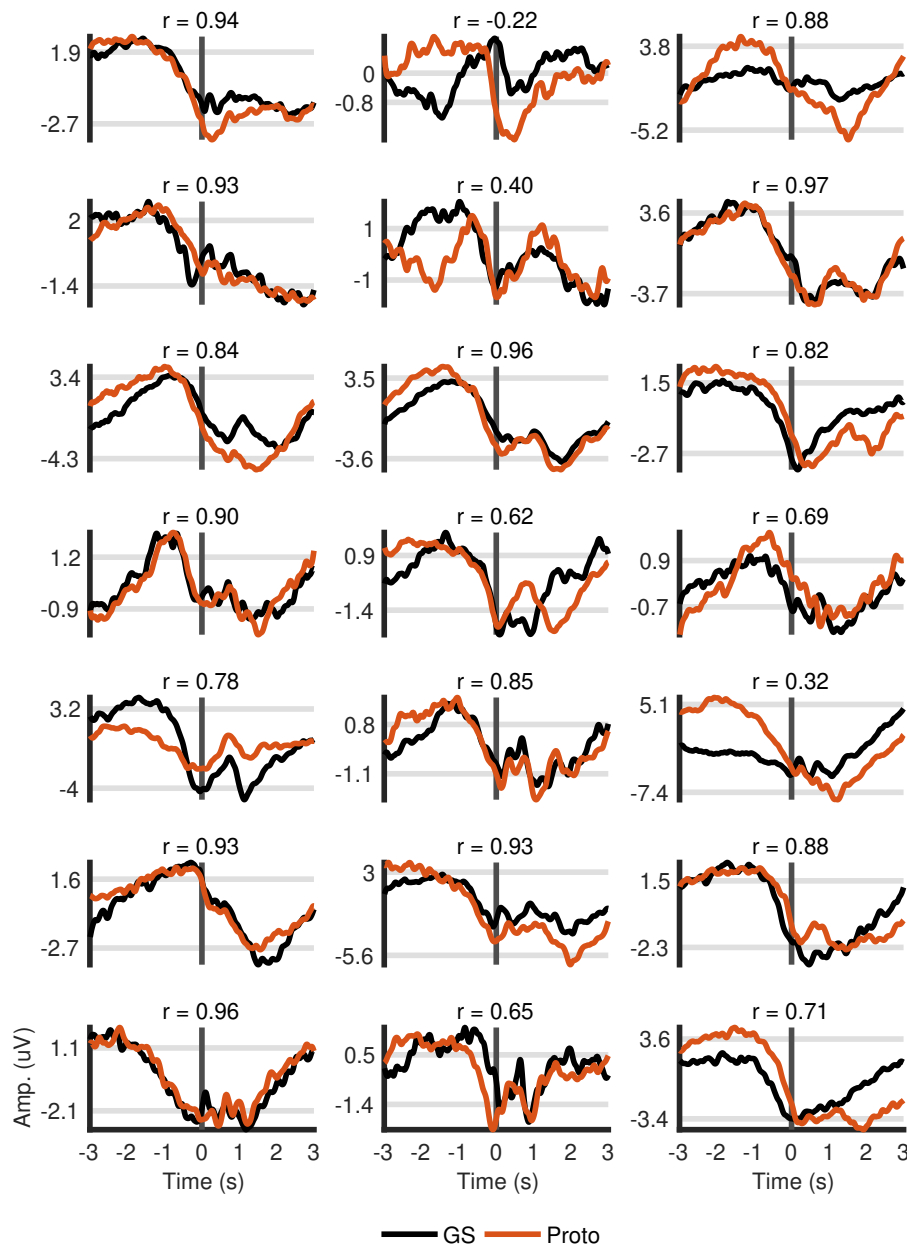 r = 0.94
r = -0.22
r = 0.88
1.9
-2.7
0
-0.8
3.8
-5.2
r = 0.93
r = 0.40
r = 0.97
2
-1.4
1
-1
3.6
-3.7
r = 0.84
r = 0.96
r = 0.82
3.4
-4.3
3.5
-3.6
1.5
-2.7
r = 0.90
r = 0.62
r = 0.69
1.2
-0.9
0.9
-1.4
0.9
-0.7
r = 0.78
r = 0.85
r = 0.32
3.2
-4
0.8
-1.1
5.1
-7.4
r = 0.93
r = 0.93
r = 0.88
1.6
-2.7
3
-5.6
1.5
-2.3
r = 0.96
r = 0.65
r = 0.71
Amp. (uV)
1.1
-2.1
0.5
-1.4
3.6
-3.4
-3 -2 -1 0 1 2 3
-3 -2 -1 0 1 2 3
-3 -2 -1 0 1 2 3
Time (s)
Time (s)
Time (s)
GS Proto